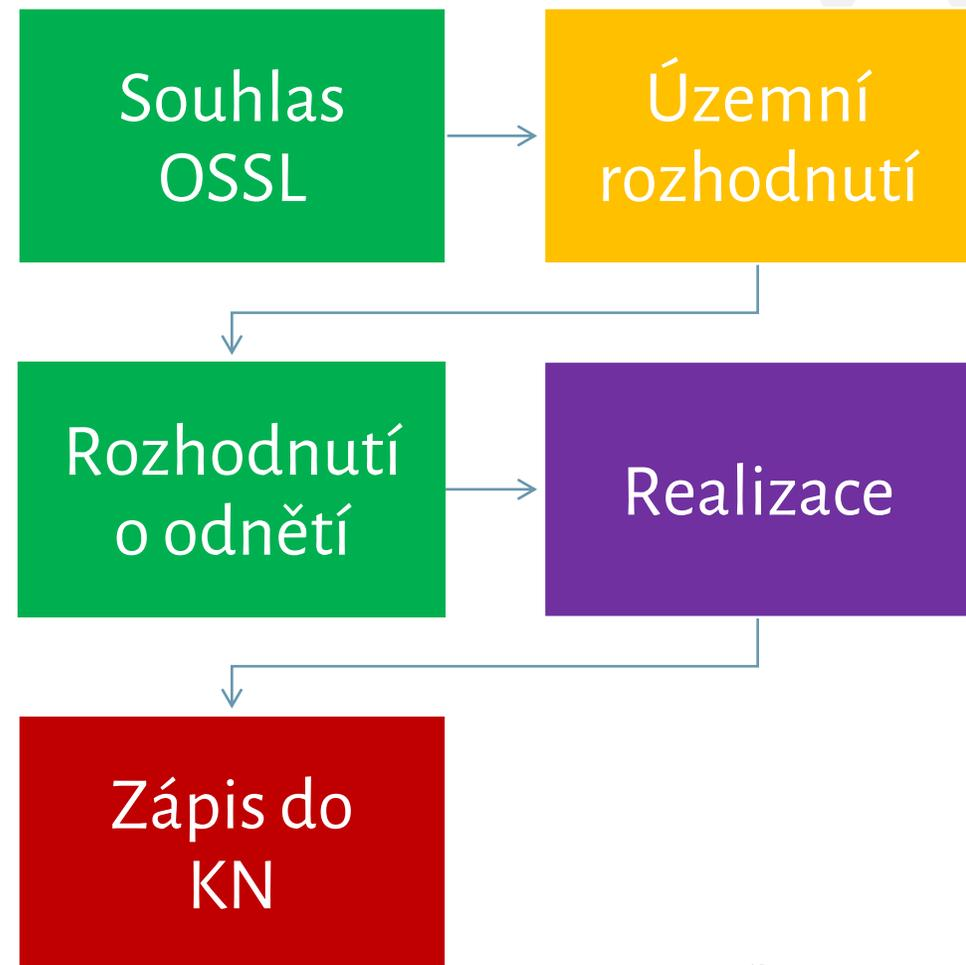 Souhlas
OSSL
Územní
rozhodnutí
Rozhodnutí
o odnětí
Realizace
Zápis do
KN